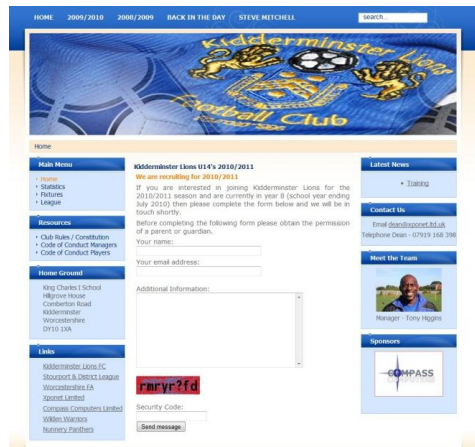 HOME 2009/2010 2008/2009 BACK IN THE DAY STEVE MITCHELL
search...
Kidderminster Lions
Football Club
Home
Main Menu
Home
Statistics
Fixtures
League
Resources
Club Rules / Constitution
Code of Conduct Managers
Code of Conduct Players
Home Ground
King Charles I School
Hillgrove House
Comberton Road
Kidderminster
Worcestershire
DY10 1XA
Links
Kidderminster Lions FC
Stourport & District League
Worcestershire FA
Xponet Limited
Compass Computers Limited
Wilden Warriors
Nunnery Panthers
Kidderminster Lions U14's 2010/2011
We are recruiting for 2010/2011
If you are interested in joining Kidderminster Lions for the
2010/2011 season and are currently in year 8 (school year ending
July 2010) then please complete the form below and we will be in
touch shortly.
Before completing the following form please obtain the permission
of a parent or guardian.
Your name:
Your email address:
Additional Information:
rmryr?fd
Security Code:
Send message
Latest News
Training
Contact Us
Email dean@xponet.ltd.uk
Telephone Dean - 07919 168 398
Meet the Team
Manager - Tony Higgins
Sponsors
COMPASS